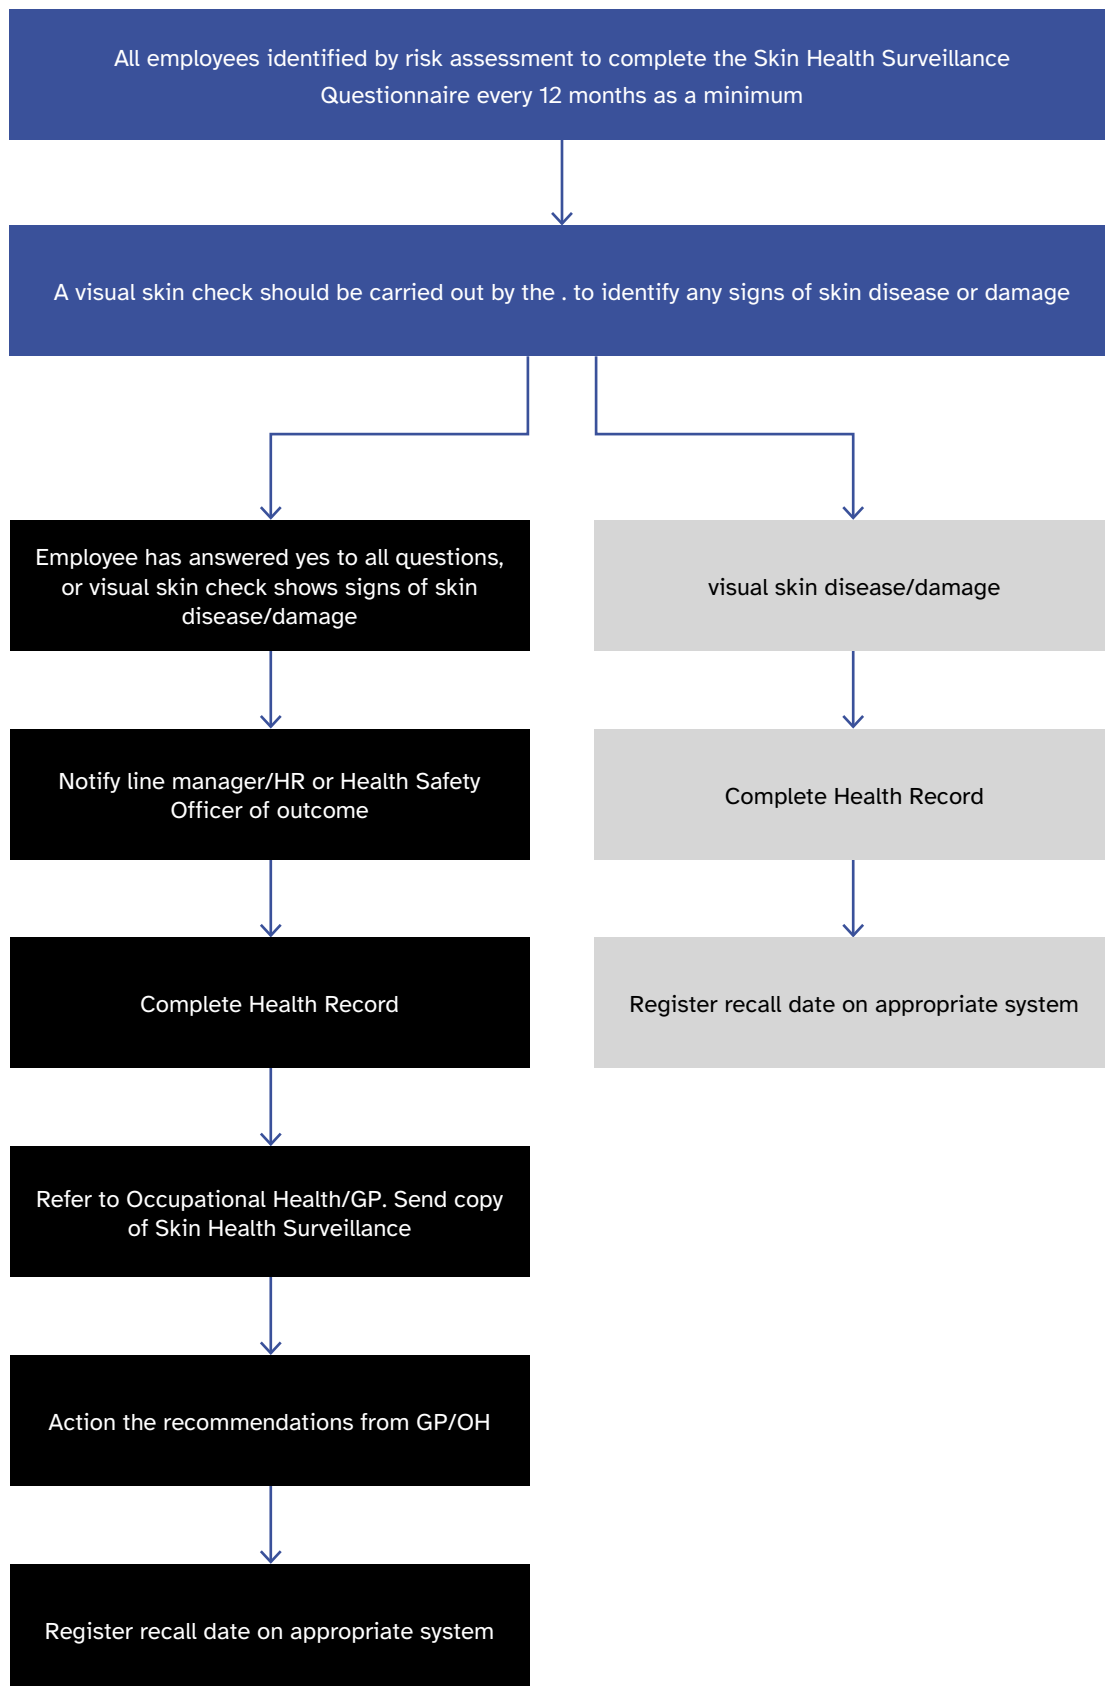 All employees identified by risk assessment to complete the Skin Health Surveillance
Questionnaire every 12 months as a minimum
A visual skin check should be carried out by the . to identify any signs of skin disease or damage
Employee has answered yes to all questions,
or visual skin check shows signs of skin
disease/damage
visual skin disease/damage
Notify line manager/HR or Health Safety
Officer of outcome
Complete Health Record
Complete Health Record
Register recall date on appropriate system
Refer to Occupational Health/GP. Send copy
of Skin Health Surveillance
Action the recommendations from GP/OH
Register recall date on appropriate system